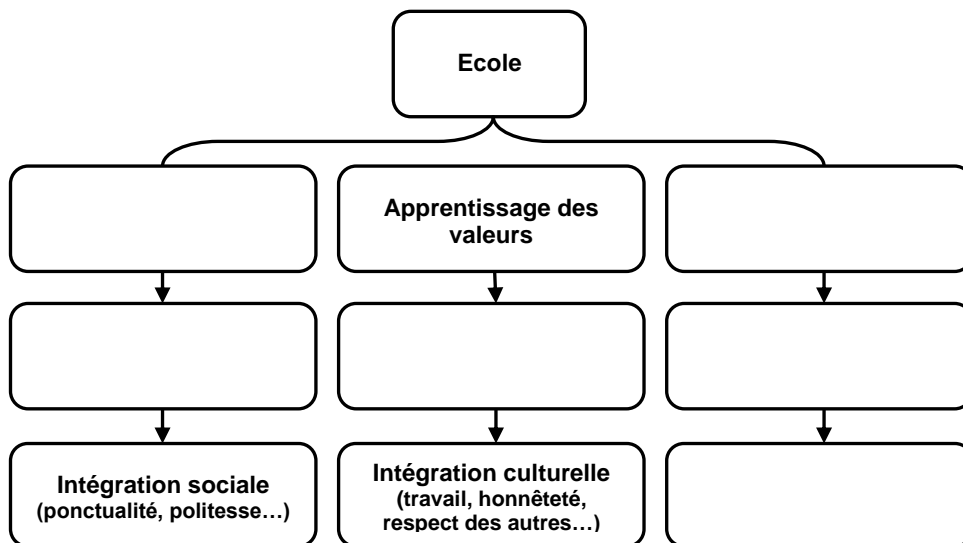 Ecole
Apprentissage des
valeurs
Intégration sociale
(ponctualité, politesse…)
Intégration culturelle
(travail, honnêteté,
respect des autres…)